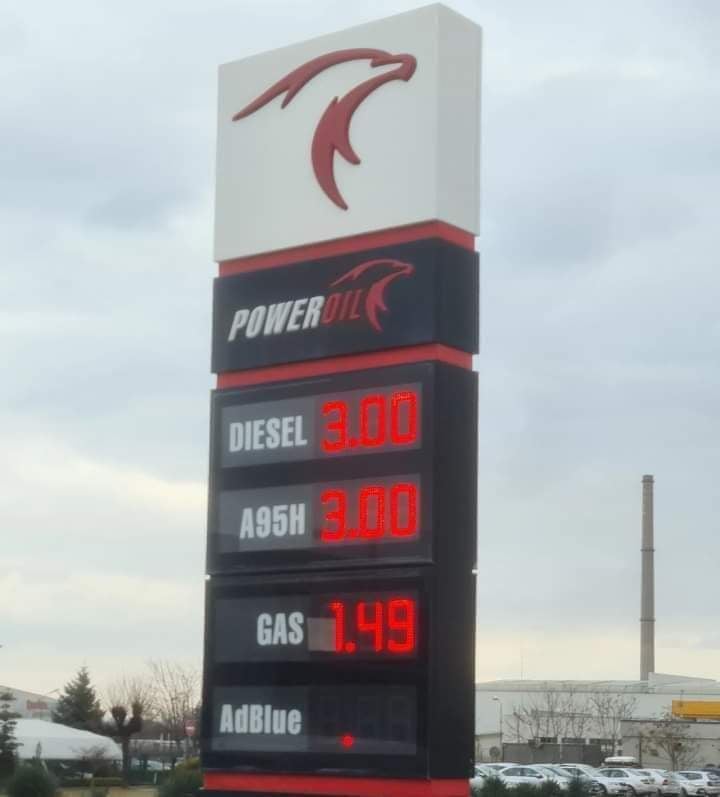 POWEROIL
DIESEL 3.00
A95H 3.00
GAS 1.49
AdBlue .